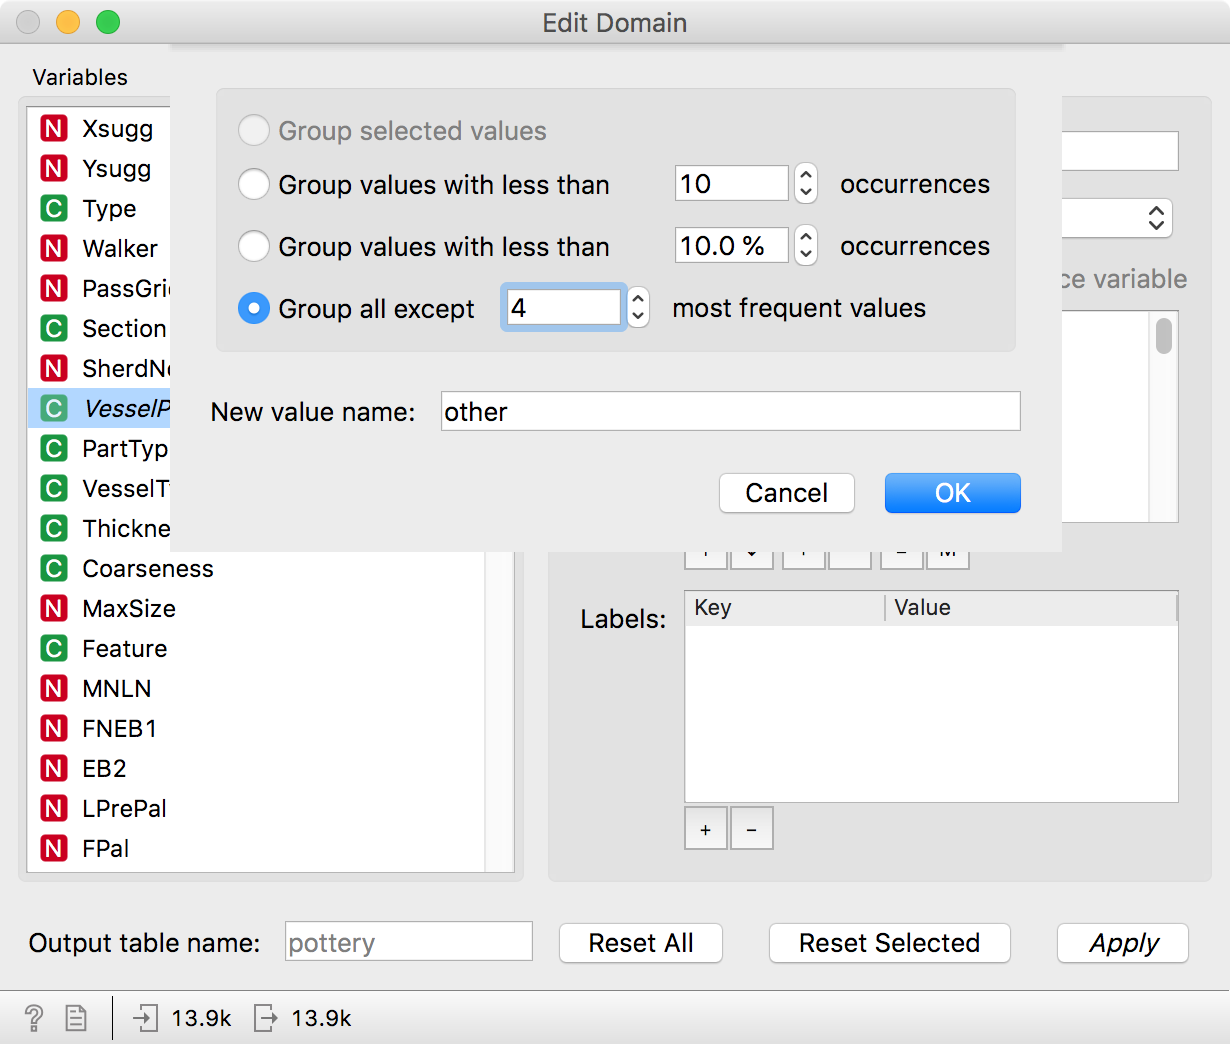 Edit Domain
Variables
N Xsugg
N Ysugg
C Type
N Walker
N PassGri
C Section
N SherdN
C VesselP
C PartTyp
C VesselT
C Thickne
C Coarseness
N MaxSize
C Feature
N MNLN
N FNEB1
N EB2
N LPrePal
N FPal
Group selected values
Group values with less than 10 occurrences
Group values with less than 10.0 % occurrences
Group all except 4 most frequent values
New value name: other
Cancel OK
ce variable
Labels:
Key Value
+ −
Output table name: pottery
Reset All Reset Selected Apply
? 13.9k 13.9k